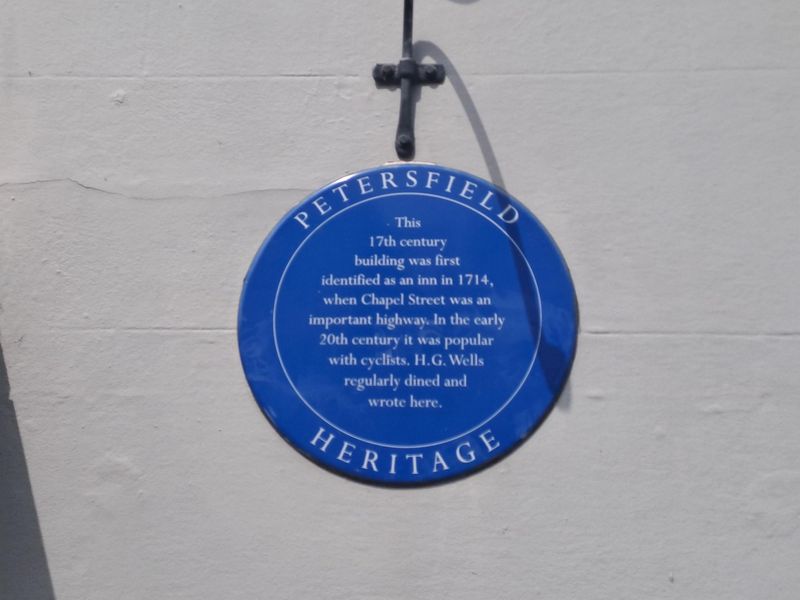 PETERSFIELD
This
17th century
building was first
identified as an inn in 1714,
when Chapel Street was an
important highway. In the early
20th century it was popular
with cyclists. H.G. Wells
regularly dined and
wrote here.
HERITAGE